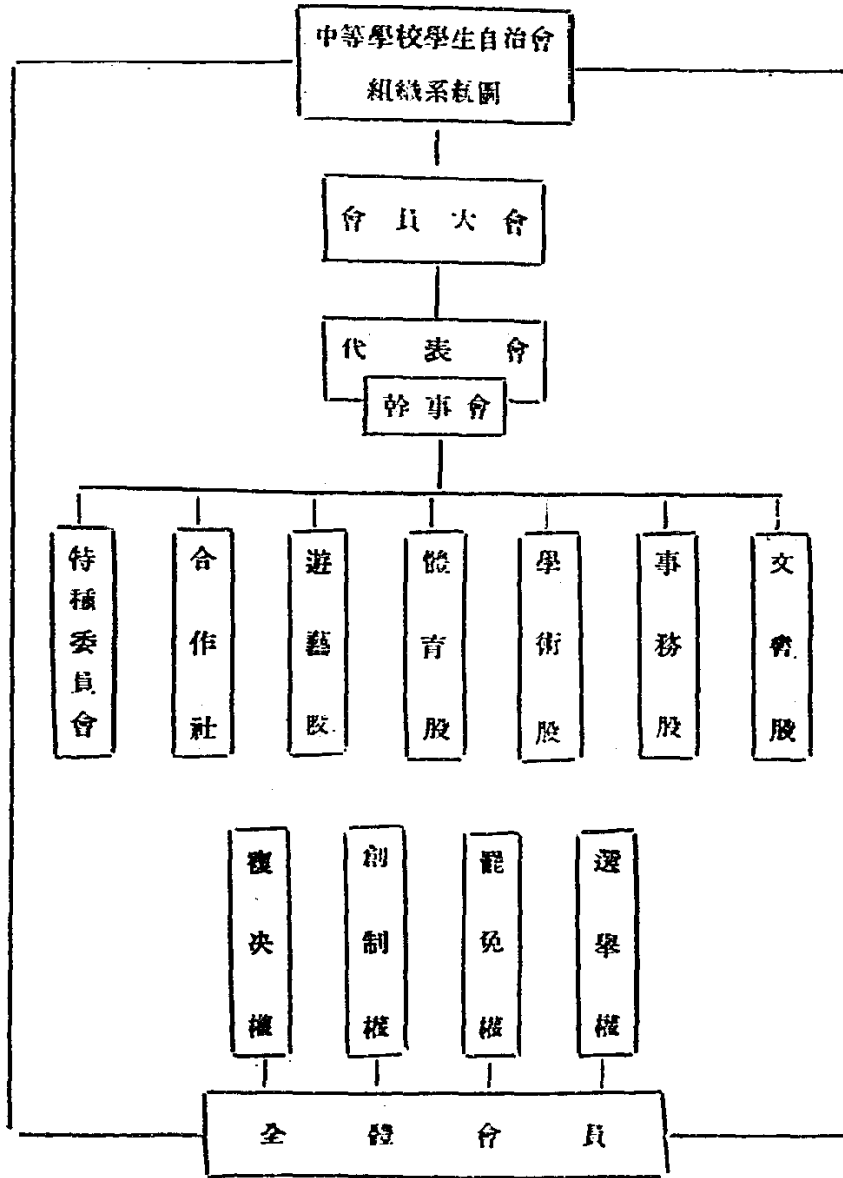 中等學校學生自治會
組織系統圖
會員大會
代表會
幹事會
文書股
事務股
學術股
體育股
遊藝股
合作社
特種委員會
選舉權
罷免權
創制權
複決權
全體會員